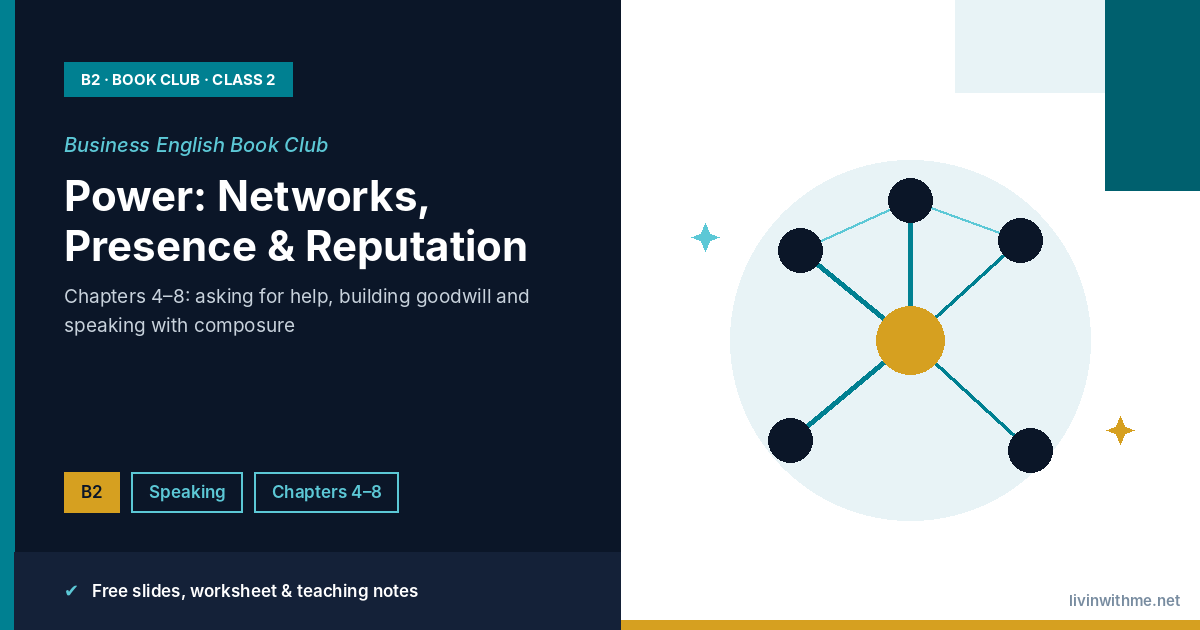 B2 · BOOK CLUB · CLASS 2
Business English Book Club
Power: Networks,
Presence & Reputation
Chapters 4–8: asking for help, building goodwill and
speaking with composure
B2
Speaking
Chapters 4–8
✔ Free slides, worksheet & teaching notes
livinwithme.net